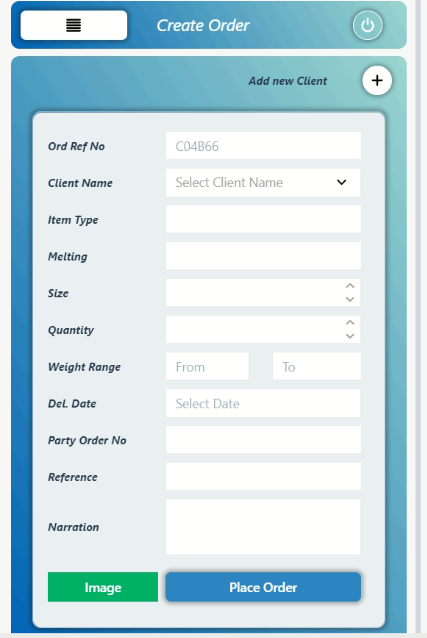 Create Order
Add new Client
Ord Ref No C04B66
Client Name Select Client Name
Item Type
Melting
Size
Quantity
Weight Range From To
Del. Date Select Date
Party Order No
Reference
Narration
Image Place Order